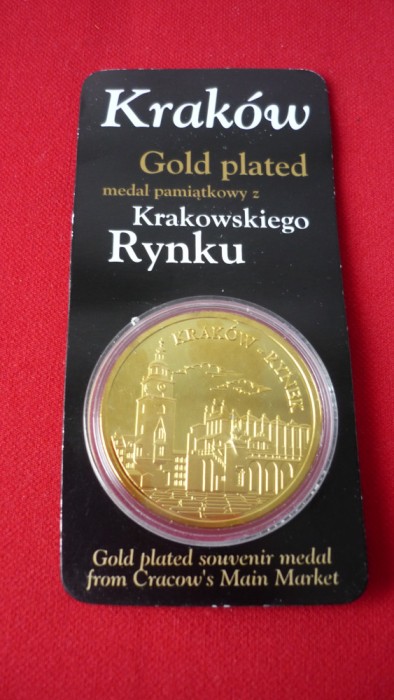 Kraków
Gold plated
medal pamiątkowy z
Krakowskiego
Rynku
KRAKÓW - RYNEK
Gold plated souvenir medal
from Cracow's Main Market